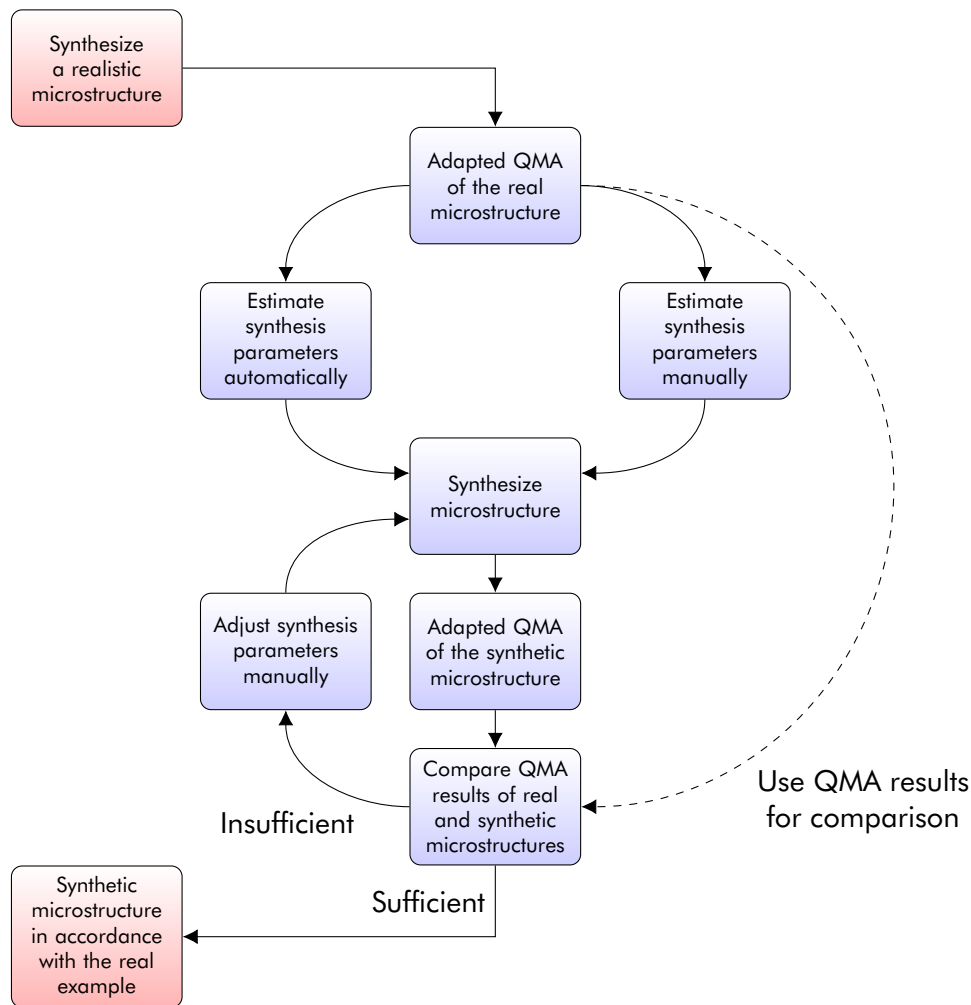 Synthesize
a realistic
microstructure
Adapted QMA
of the real
microstructure
Estimate
synthesis
parameters
automatically
Estimate
synthesis
parameters
manually
Synthesize
microstructure
Adjust synthesis
parameters
manually
Adapted QMA
of the synthetic
microstructure
Compare QMA
results of real
and synthetic
microstructures
Use QMA results
for comparison
Insufficient
Sufficient
Synthetic
microstructure
in accordance
with the real
example